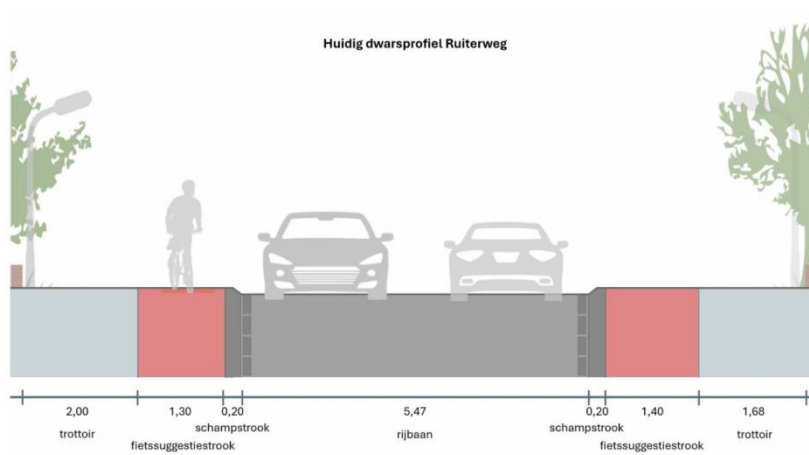 Huidig dwarsprofiel Ruiterweg
2,00 1,30 0,20 5,47 0,20 1,40 1,68
trottoir fietssuggestiestrook schampstrook rijbaan schampstrook fietssuggestiestrook trottoir